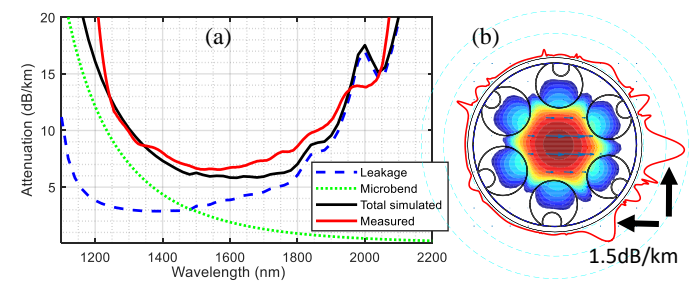 (a)
20
15
10
5
Attenuation (dB/km)
Leakage
Microbend
Total simulated
Measured
1200
1400
1600
1800
2000
2200
Wavelength (nm)
(b)
1.5dB/km